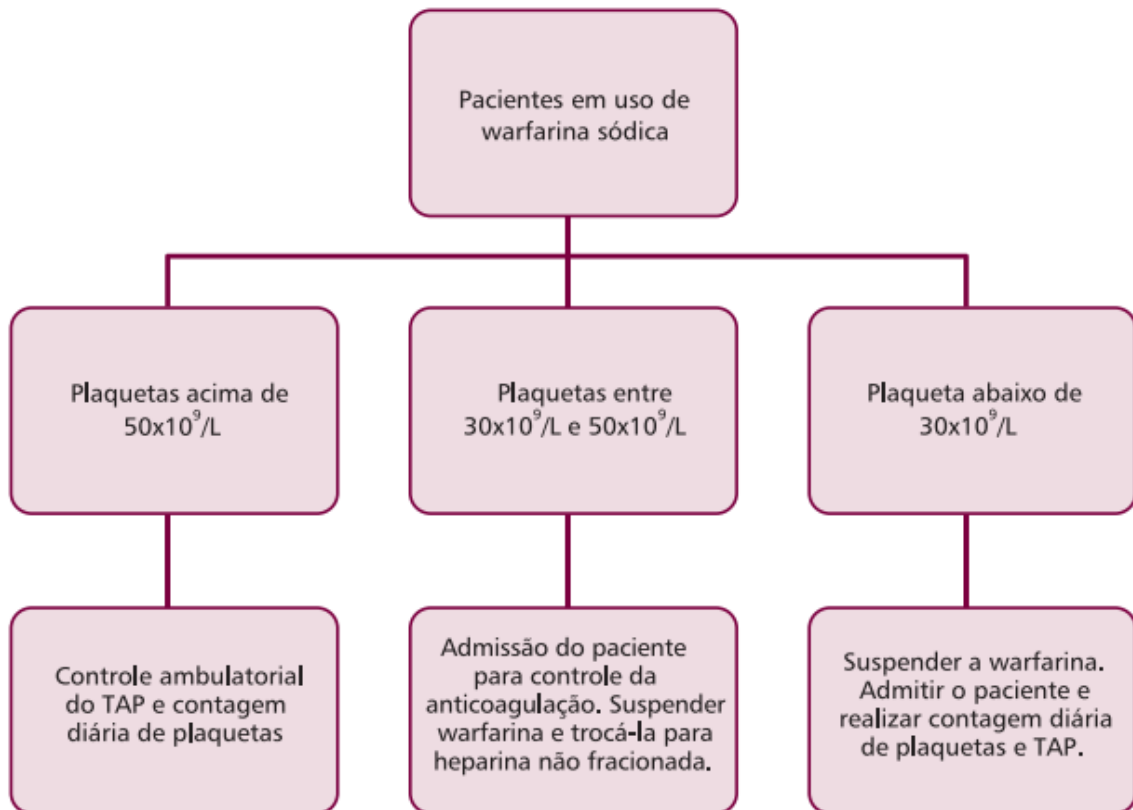 Pacientes em uso de
warfarina sódica
Plaquetas acima de
50x10⁹/L
Plaquetas entre
30x10⁹/L e 50x10⁹/L
Plaqueta abaixo de
30x10⁹/L
Controle ambulatorial
do TAP e contagem
diária de plaquetas
Admissão do paciente
para controle da
anticoagulação. Suspender
warfarina e trocá-la para
heparina não fracionada.
Suspender a warfarina.
Admitir o paciente e
realizar contagem diária
de plaquetas e TAP.